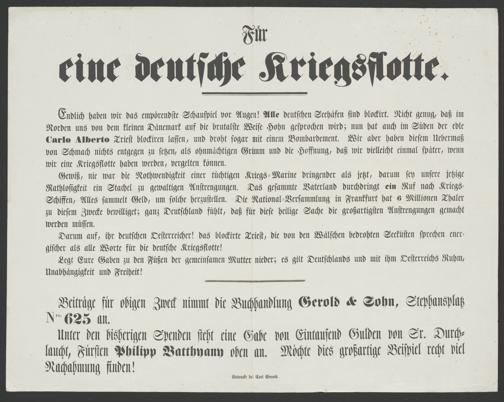 Für
eine deutsche Kriegsflotte.
Endlich haben wir das empörendste Schauspiel vor Augen! Alle deutschen Seehäfen sind blockirt. Nicht genug, daß im
Norden uns von dem kleinen Dänemark auf die brutalste Weise Hohn gesprochen wird; nun hat auch im Süden der edle
Carlo Alberto Triest blockiren lassen, und droht sogar mit einem Bombardement. Wir aber haben diesem Uebermaß
von Schmach nichts entgegen zu setzen, als ohnmächtigen Grimm und die Hoffnung, daß wir vielleicht einmal später, wenn
wir eine Kriegsflotte haben werden, vergelten können.
Gewiß, nie war die Nothwendigkeit einer tüchtigen Kriegs-Marine dringender als jetzt, darum sey unsere jetzige
Rathlosigkeit ein Stachel zu gewaltigen Anstrengungen. Das gesammte Vaterland durchdringt ein Ruf nach Kriegs-
Schiffen, Alles sammelt Geld, um solche herzustellen. Die National-Versammlung in Frankfurt hat 6 Millionen Thaler
zu diesem Zwecke bewilliget; ganz Deutschland fühlt, daß für diese heilige Sache die großartigsten Anstrengungen gemacht
werden müssen.
Darum auf, ihr deutschen Oesterreicher! das blockirte Triest, die von den Wälschen bedrohten Seeküsten sprechen ener-
gischer als alle Worte für die deutsche Kriegsflotte!
Legt Eure Gaben zu den Füßen der gemeinsamen Mutter nieder; es gilt Deutschlands und mit ihm Oesterreichs Ruhm,
Unabhängigkeit und Freiheit!
Beiträge für obigen Zweck nimmt die Buchhandlung Gerold & Sohn, Stephansplatz
Nro 625 an.
Unter den bisherigen Spenden steht eine Gabe von Eintausend Gulden von Sr. Durch-
laucht, Fürsten Philipp Batthyany oben an. Möchte dies großartige Beispiel recht viel
Nachahmung finden!
Gedruckt bei Carl Gerold.